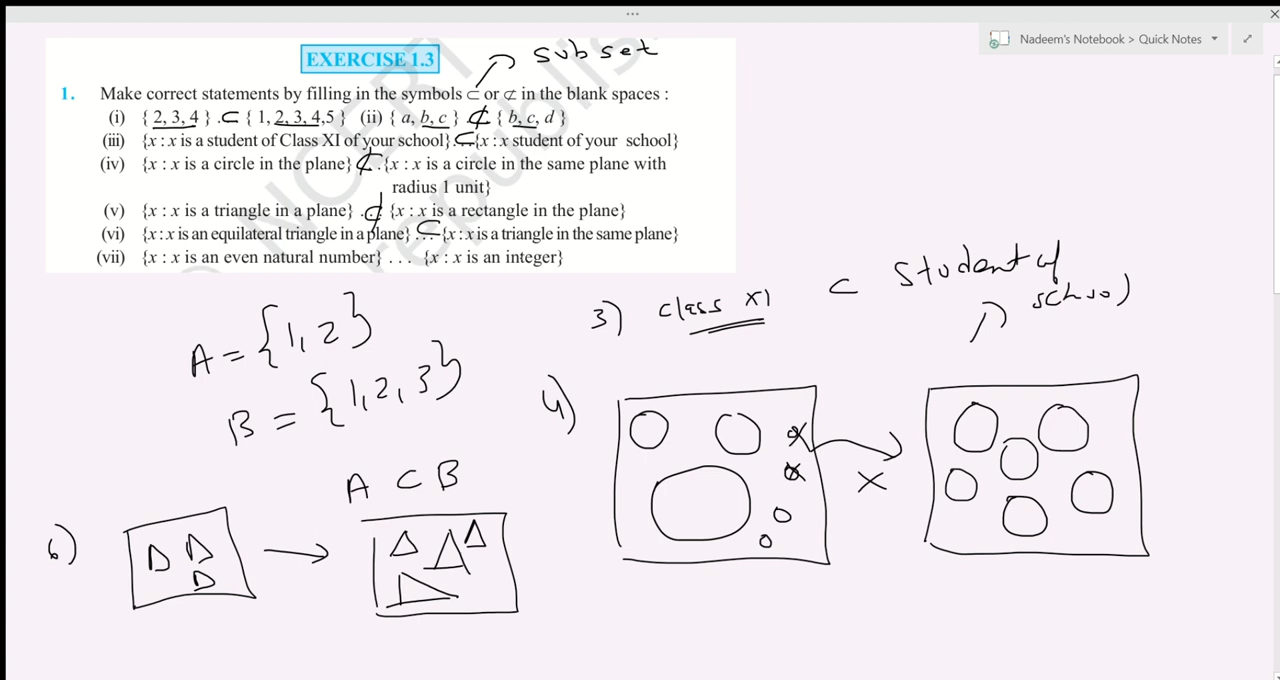 ...
Nadeem's Notebook > Quick Notes
EXERCISE 1.3
subset
1. Make correct statements by filling in the symbols ⊂ or ⊄ in the blank spaces :
(i) { 2, 3, 4 } ⊂ { 1, 2, 3, 4,5 } (ii) { a, b, c } ⊄ { b, c, d }
(iii) {x : x is a student of Class XI of your school} ⊂ {x : x student of your school}
(iv) {x : x is a circle in the plane} ⊄ {x : x is a circle in the same plane with
radius 1 unit}
(v) {x : x is a triangle in a plane} ⊄ {x : x is a rectangle in the plane}
(vi) {x : x is an equilateral triangle in a plane} ⊂ {x : x is a triangle in the same plane}
(vii) {x : x is an even natural number} . . . {x : x is an integer}
A = {1, 2}
B = {1, 2, 3}
A ⊂ B
3) Class XI ⊂ Student of
school
4)
X
6)
NCERT
republis